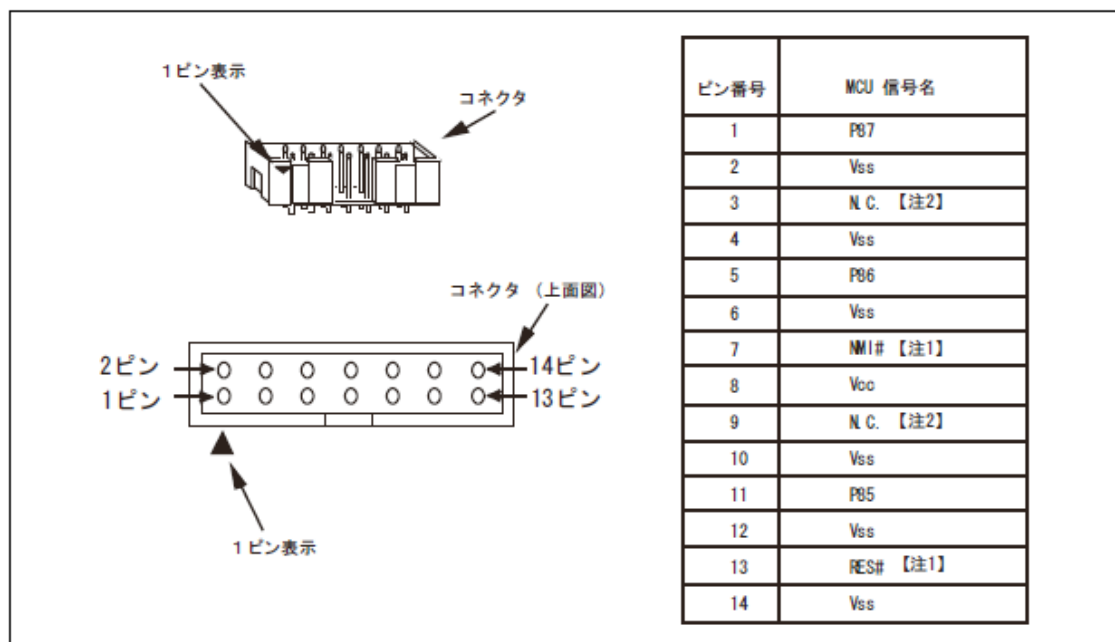 1ピン表示
コネクタ
コネクタ (上面図)
2ピン
14ピン
1ピン
13ピン
1ピン表示
ピン番号 MCU 信号名
1 P87
2 Vss
3 N.C. 【注2】
4 Vss
5 P86
6 Vss
7 NMI# 【注1】
8 Vcc
9 N.C. 【注2】
10 Vss
11 P85
12 Vss
13 RES# 【注1】
14 Vss